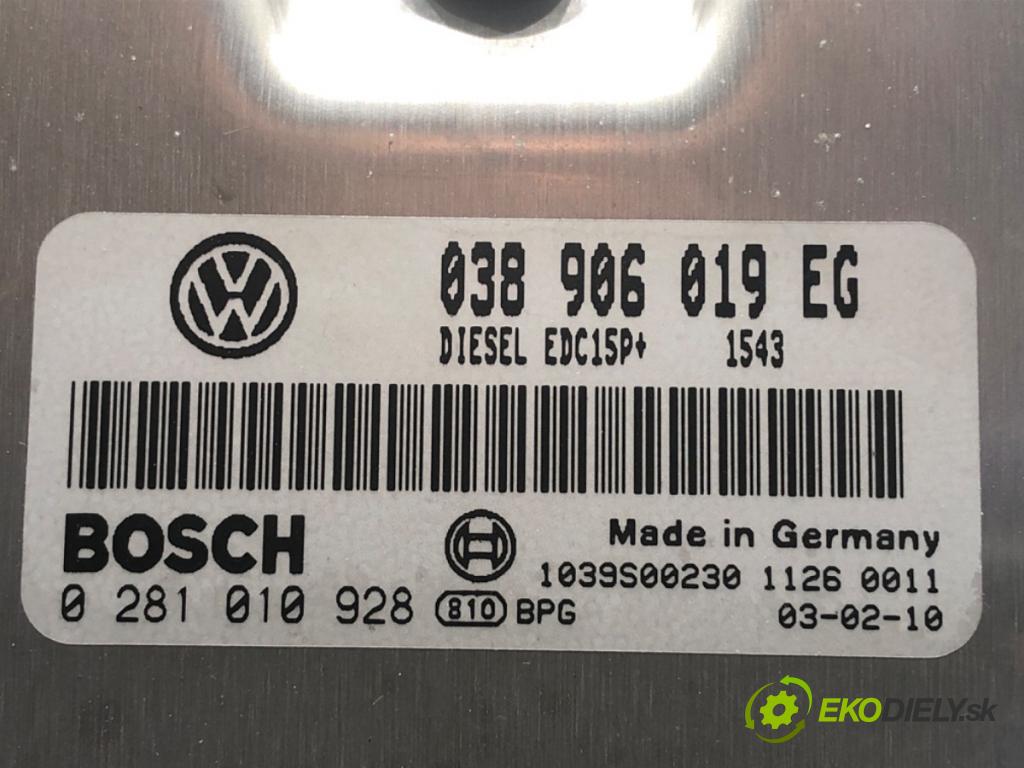 038 906 019 EG
DIESEL EDC15P+ 1543
BOSCH
Made in Germany
1039S00230 1126 0011
0 281 010 928 810 BPG 03-02-10
EKODIELY.sk